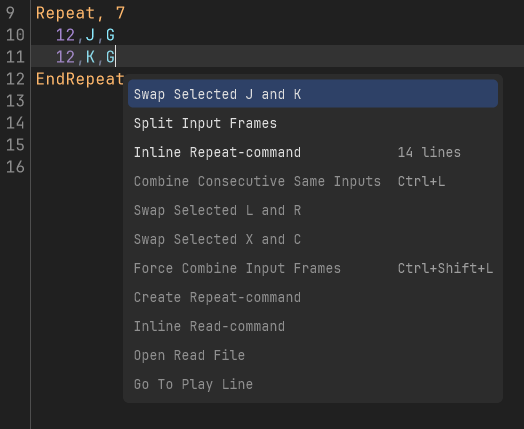 9 Repeat, 7
10 12,J,G
11 12,K,G
12 EndRepeat
13
14
15
16
Swap Selected J and K
Split Input Frames
Inline Repeat-command 14 lines
Combine Consecutive Same Inputs Ctrl+L
Swap Selected L and R
Swap Selected X and C
Force Combine Input Frames Ctrl+Shift+L
Create Repeat-command
Inline Read-command
Open Read File
Go To Play Line